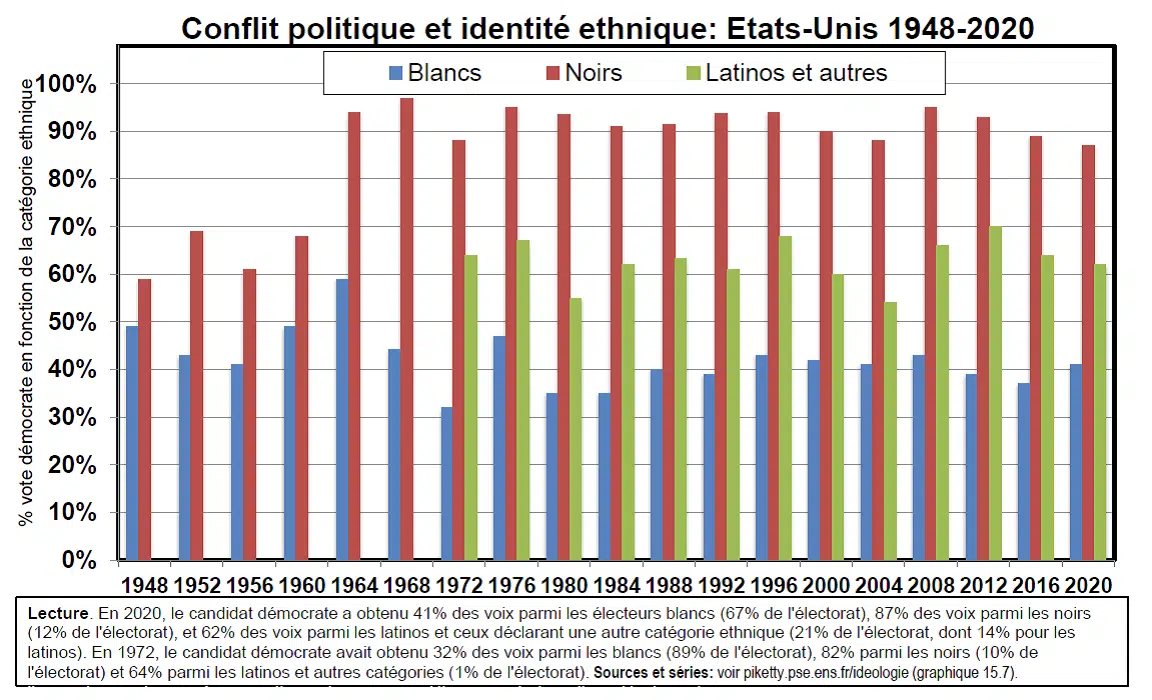 Conflit politique et identité ethnique: Etats-Unis 1948-2020
Blancs Noirs Latinos et autres
% vote démocrate en fonction de la catégorie ethnique
100%
90%
80%
70%
60%
50%
40%
30%
20%
10%
0%
1948 1952 1956 1960 1964 1968 1972 1976 1980 1984 1988 1992 1996 2000 2004 2008 2012 2016 2020
Lecture. En 2020, le candidat démocrate a obtenu 41% des voix parmi les électeurs blancs (67% de l'électorat), 87% des voix parmi les noirs
(12% de l'électorat), et 62% des voix parmi les latinos et ceux déclarant une autre catégorie ethnique (21% de l'électorat, dont 14% pour les
latinos). En 1972, le candidat démocrate avait obtenu 32% des voix parmi les blancs (89% de l'électorat), 82% parmi les noirs (10% de
l'électorat) et 64% parmi les latinos et autres catégories (1% de l'électorat). Sources et séries: voir piketty.pse.ens.fr/ideologie (graphique 15.7).